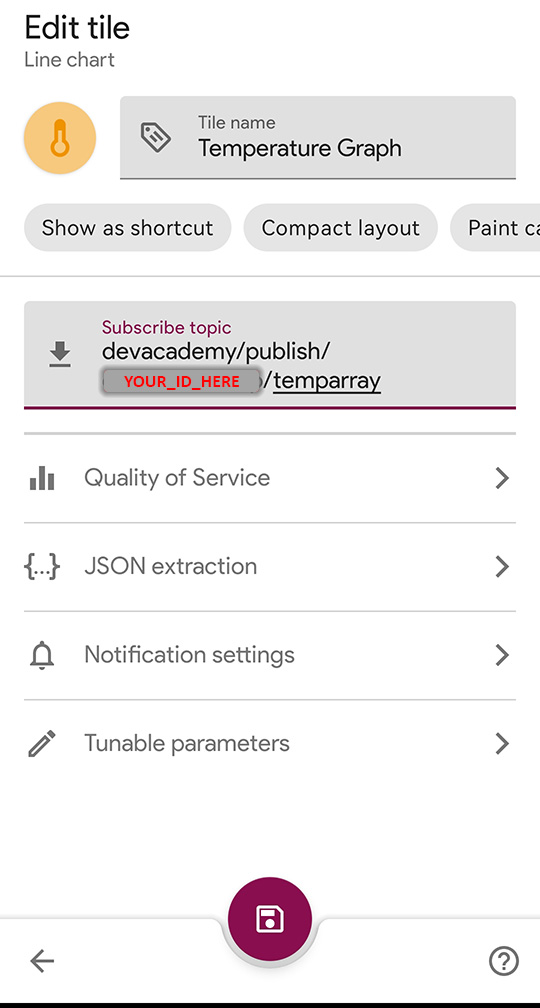 Edit tile
Line chart
Tile name
Temperature Graph
Show as shortcut
Compact layout
Paint ca
Subscribe topic
devacademy/publish/
YOUR_ID_HERE/temparray
Quality of Service
{...} JSON extraction
Notification settings
Tunable parameters
?